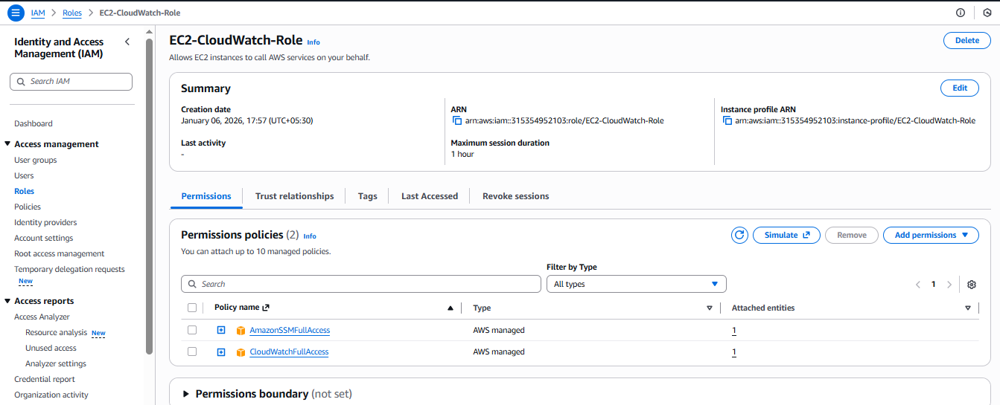 IAM > Roles > EC2-CloudWatch-Role
Identity and Access Management (IAM)
Search IAM
Dashboard
Access management
User groups
Users
Roles
Policies
Identity providers
Account settings
Root access management
Temporary delegation requests
New
Access reports
Access Analyzer
Resource analysis New
Unused access
Analyzer settings
Credential report
Organization activity
EC2-CloudWatch-Role Info
Delete
Allows EC2 instances to call AWS services on your behalf.
Summary
Edit
Creation date
January 06, 2026, 17:57 (UTC+05:30)
ARN
arn:aws:iam::315354952103:role/EC2-CloudWatch-Role
Instance profile ARN
arn:aws:iam::315354952103:instance-profile/EC2-CloudWatch-Role
Last activity
-
Maximum session duration
1 hour
Permissions Trust relationships Tags Last Accessed Revoke sessions
Permissions policies (2) Info
Simulate Remove Add permissions
You can attach up to 10 managed policies.
Filter by Type
Search
All types
1
Policy name Type Attached entities
AmazonSSMFullAccess AWS managed 1
CloudWatchFullAccess AWS managed 1
Permissions boundary (not set)